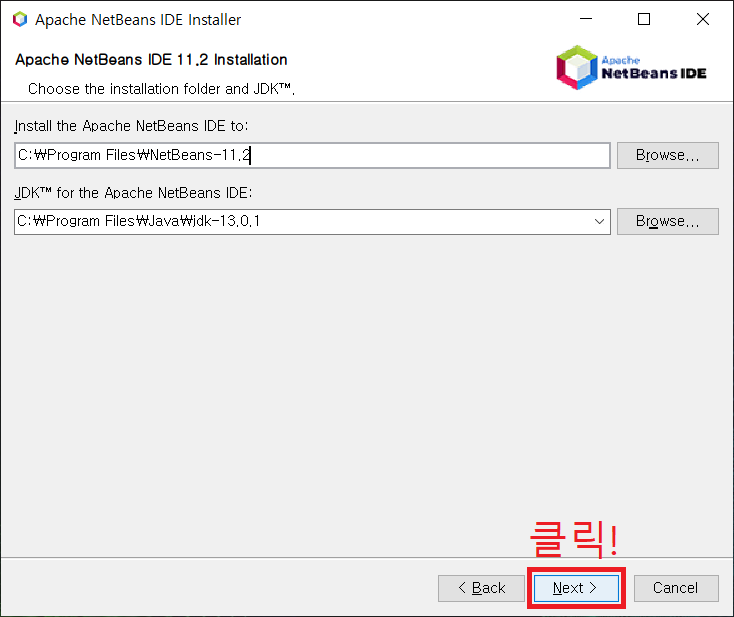 Apache NetBeans IDE Installer
Apache NetBeans IDE 11.2 Installation
Choose the installation folder and JDK™.
Apache
NetBeans IDE
Install the Apache NetBeans IDE to:
C:₩Program Files₩NetBeans-11.2
Browse...
JDK™ for the Apache NetBeans IDE:
C:₩Program Files₩Java₩jdk-13.0.1
Browse...
클릭!
< Back
Next >
Cancel